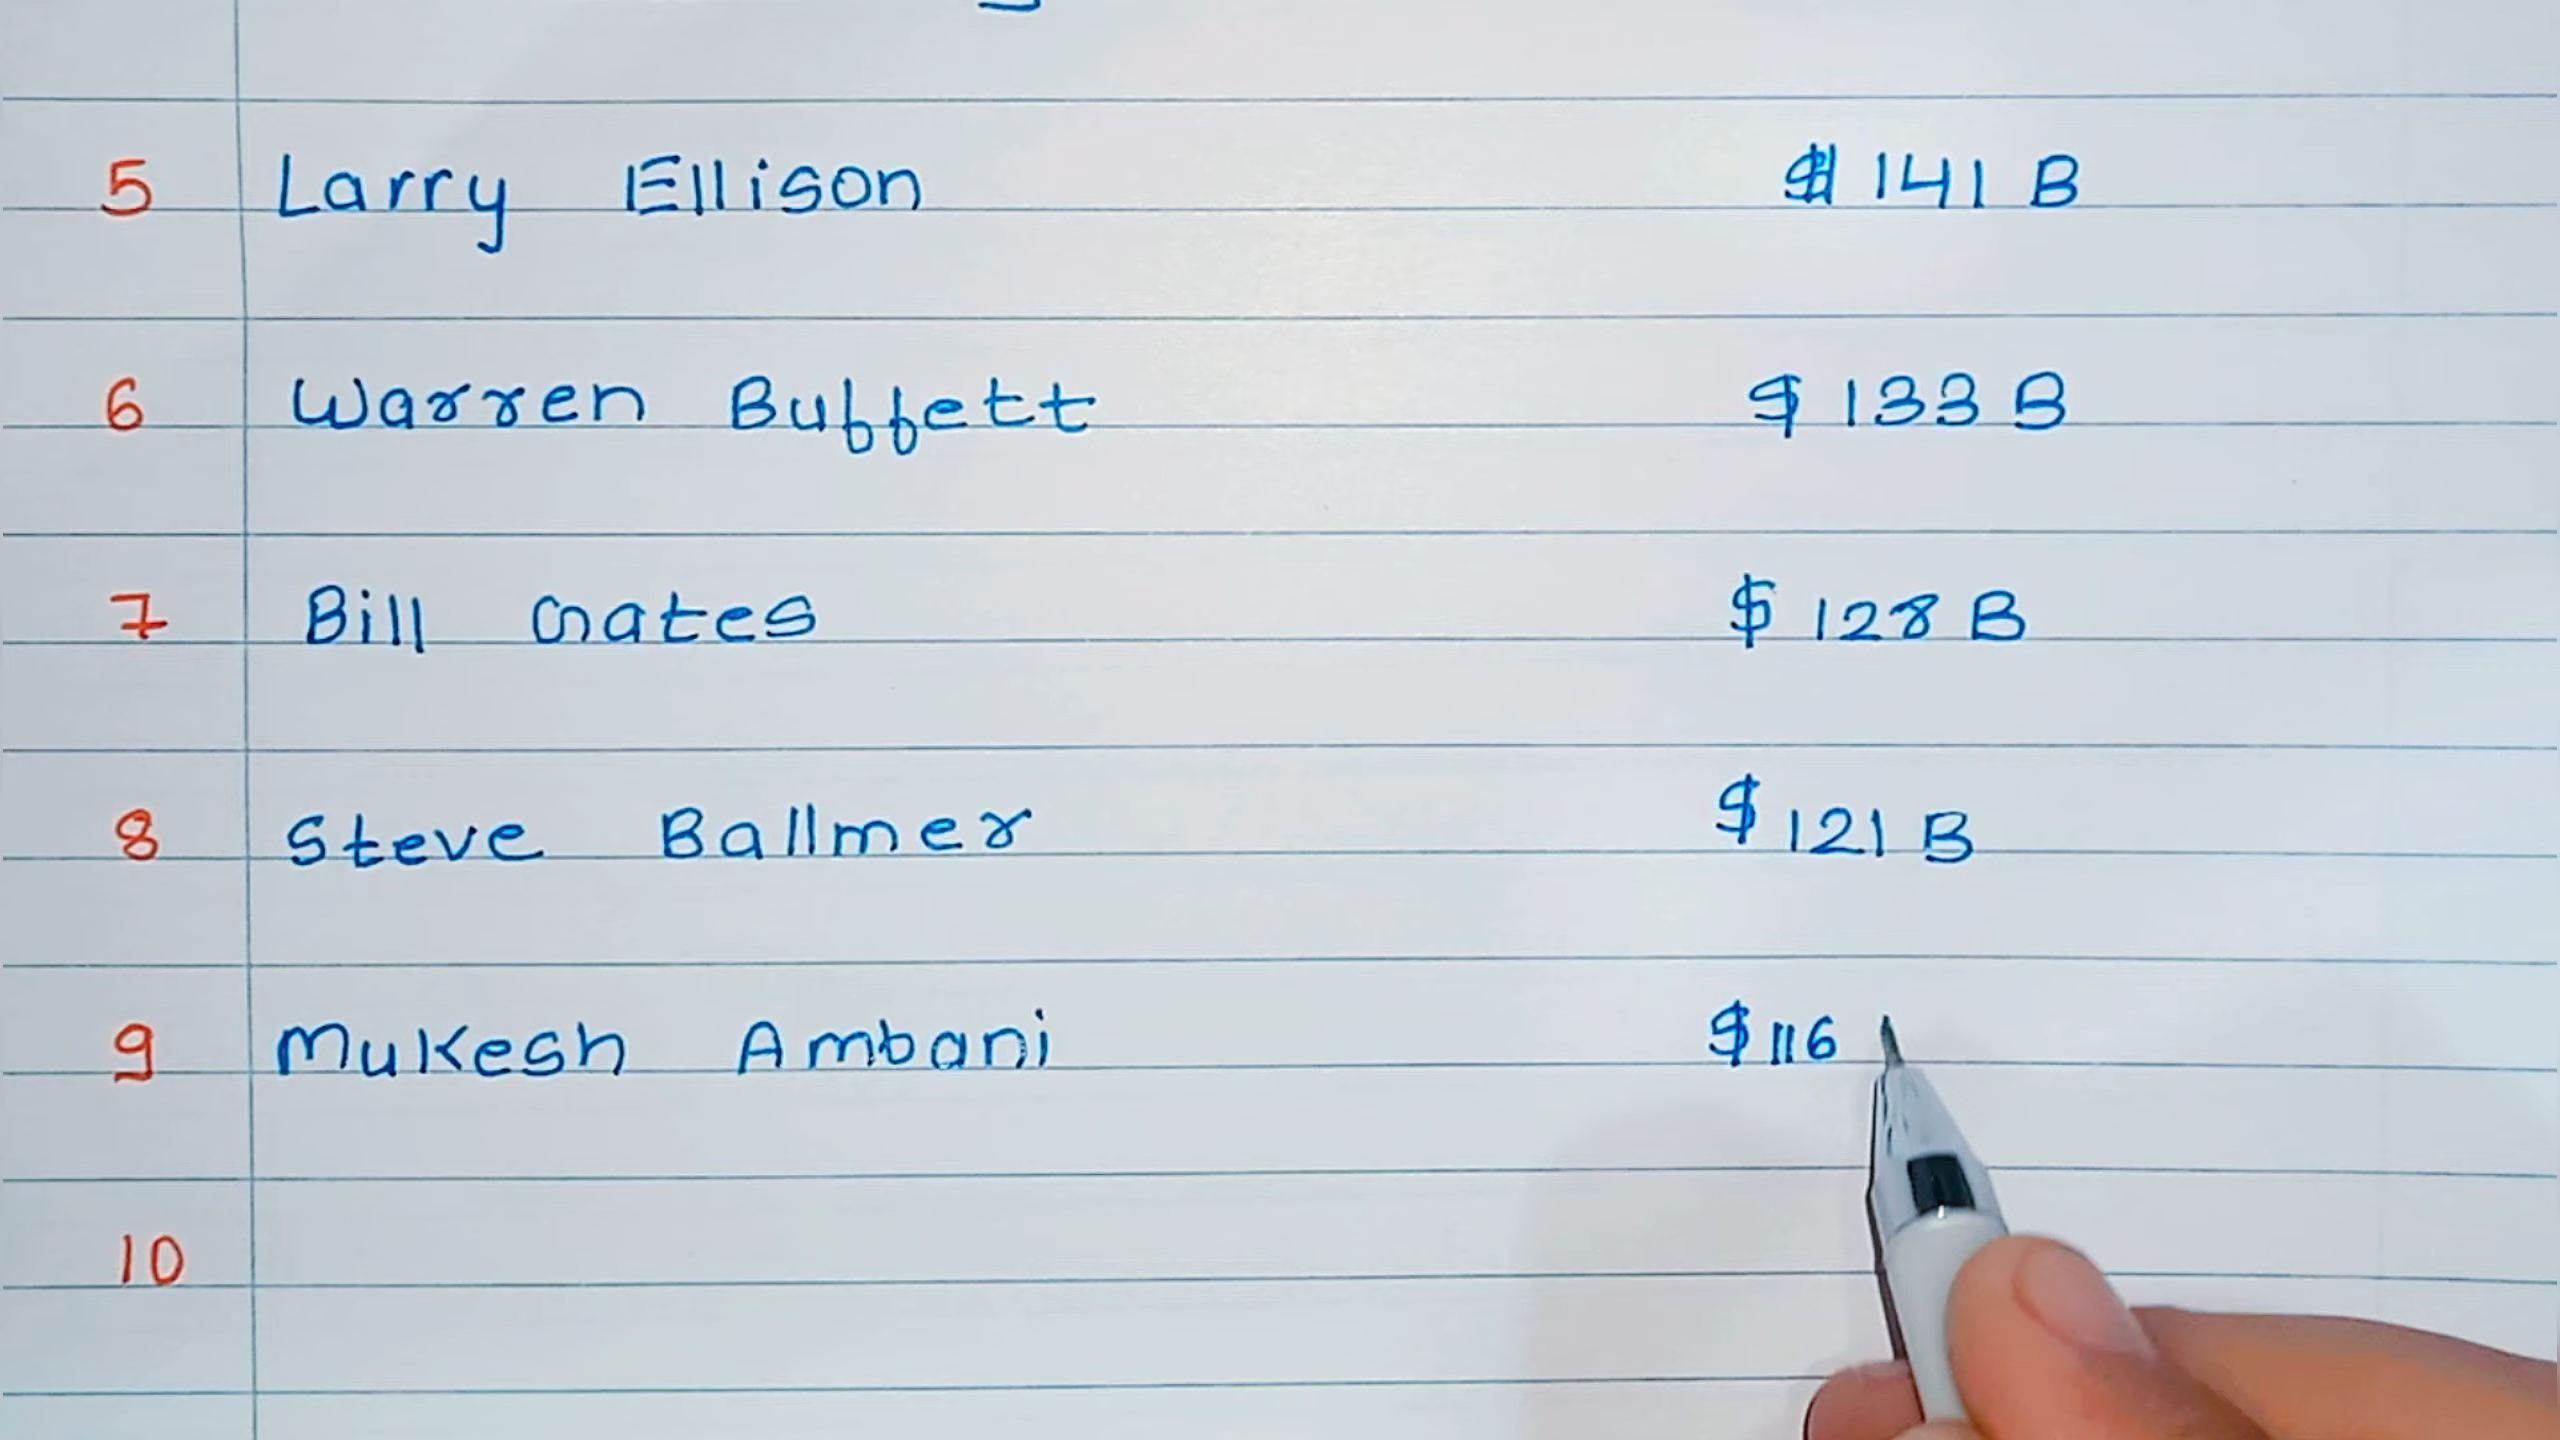 5 Larry Ellison $ 141 B
6 Warren Buffett $ 133 B
7 Bill Gates $ 128 B
8 Steve Ballmer $ 121 B
9 Mukesh Ambani $ 116
10